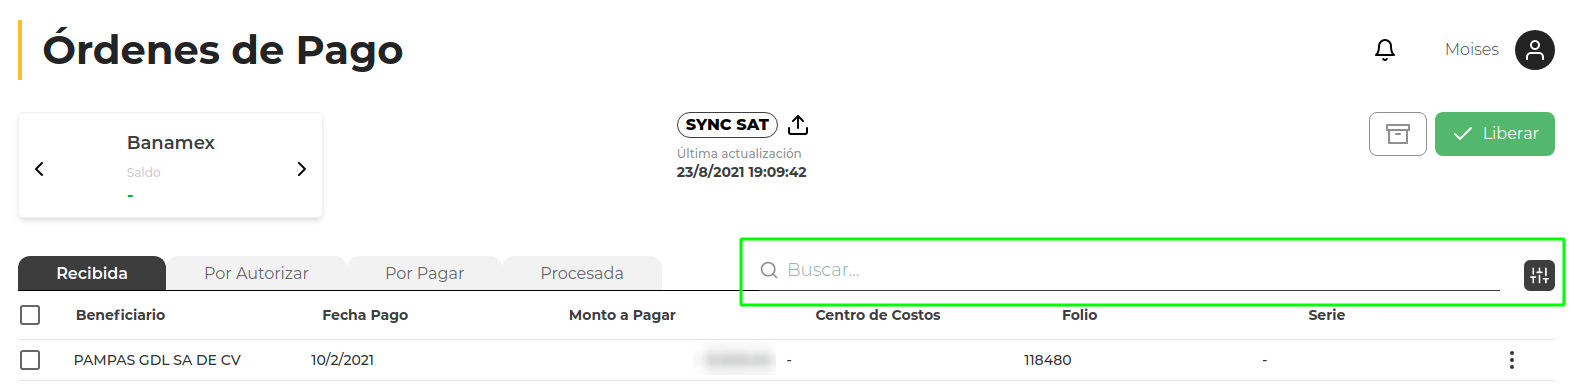 Órdenes de Pago
Moises
Banamex
Saldo
-
SYNC SAT
Última actualización
23/8/2021 19:09:42
Liberar
Recibida Por Autorizar Por Pagar Procesada
Buscar...
Beneficiario Fecha Pago Monto a Pagar Centro de Costos Folio Serie
PAMPAS GDL SA DE CV 10/2/2021 - 118480 -